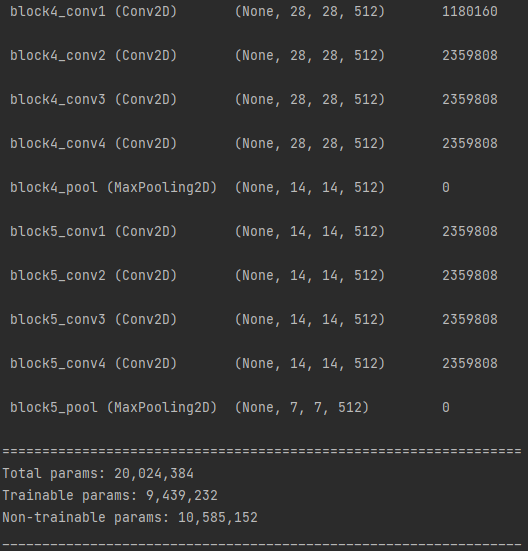 block4_conv1 (Conv2D) (None, 28, 28, 512) 1180160
block4_conv2 (Conv2D) (None, 28, 28, 512) 2359808
block4_conv3 (Conv2D) (None, 28, 28, 512) 2359808
block4_conv4 (Conv2D) (None, 28, 28, 512) 2359808
block4_pool (MaxPooling2D) (None, 14, 14, 512) 0
block5_conv1 (Conv2D) (None, 14, 14, 512) 2359808
block5_conv2 (Conv2D) (None, 14, 14, 512) 2359808
block5_conv3 (Conv2D) (None, 14, 14, 512) 2359808
block5_conv4 (Conv2D) (None, 14, 14, 512) 2359808
block5_pool (MaxPooling2D) (None, 7, 7, 512) 0
=================================================================
Total params: 20,024,384
Trainable params: 9,439,232
Non-trainable params: 10,585,152
_________________________________________________________________